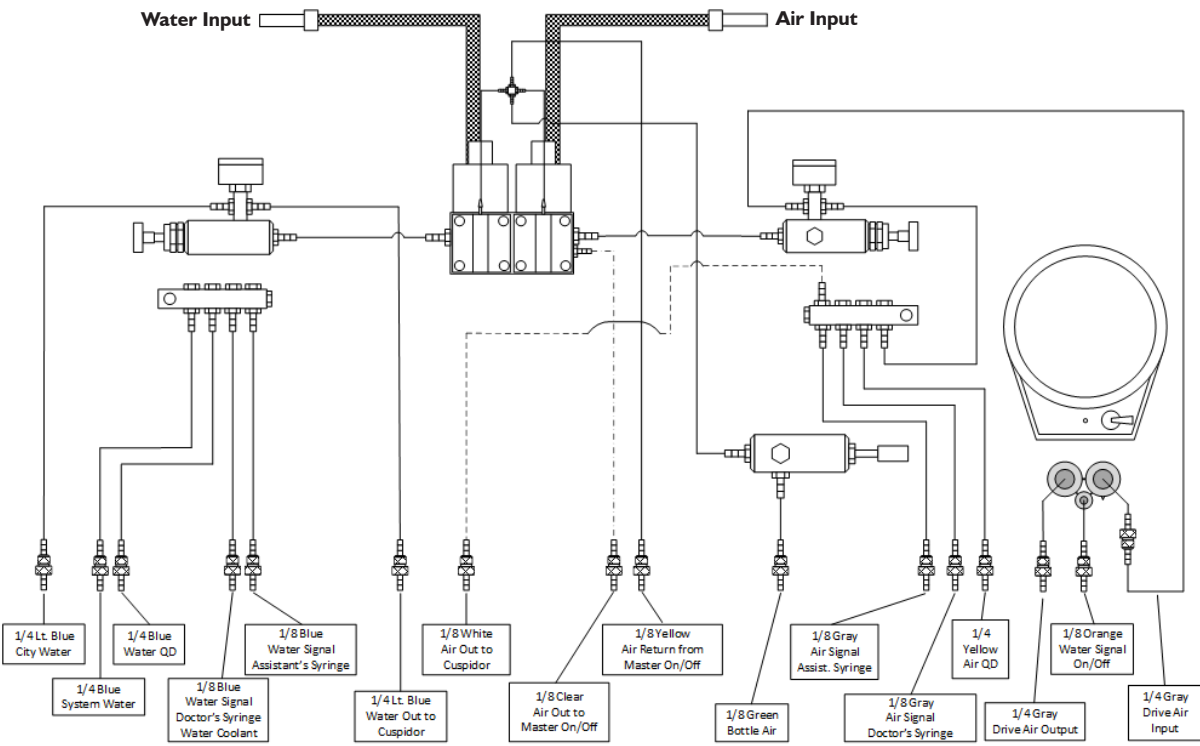 Water Input
Air Input
1/4 Lt. Blue
City Water
1/4 Blue
System Water
1/4 Blue
Water QD
1/8 Blue
Water Signal
Doctor's Syringe
Water Coolant
1/8 Blue
Water Signal
Assistant's Syringe
1/4 Lt. Blue
Water Out to
Cuspidor
1/8 White
Air Out to
Cuspidor
1/8 Clear
Air Out to
Master On/Off
1/8 Yellow
Air Return from
Master On/Off
1/8 Green
Bottle Air
1/8 Gray
Air Signal
Assist. Syringe
1/8 Gray
Air Signal
Doctor's Syringe
1/4
Yellow
Air QD
1/4 Gray
Drive Air Output
1/8 Orange
Water Signal
On/Off
1/4 Gray
Drive Air
Input